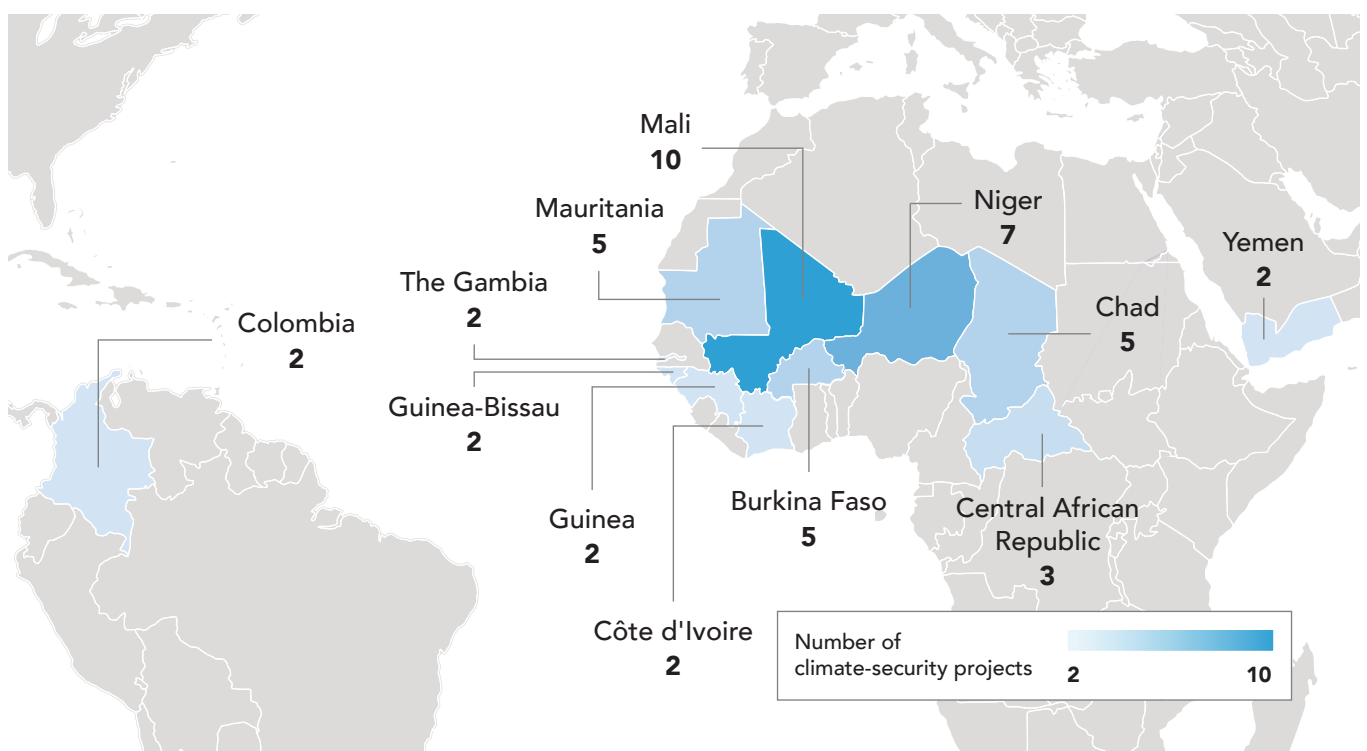 Mali
10
Mauritania
5
Niger
7
Yemen
2
The Gambia
2
Chad
5
Colombia
2
Guinea-Bissau
2
Burkina Faso
5
Central African
Republic
3
Guinea
2
Côte d'Ivoire
2
Number of
climate-security projects
2 10